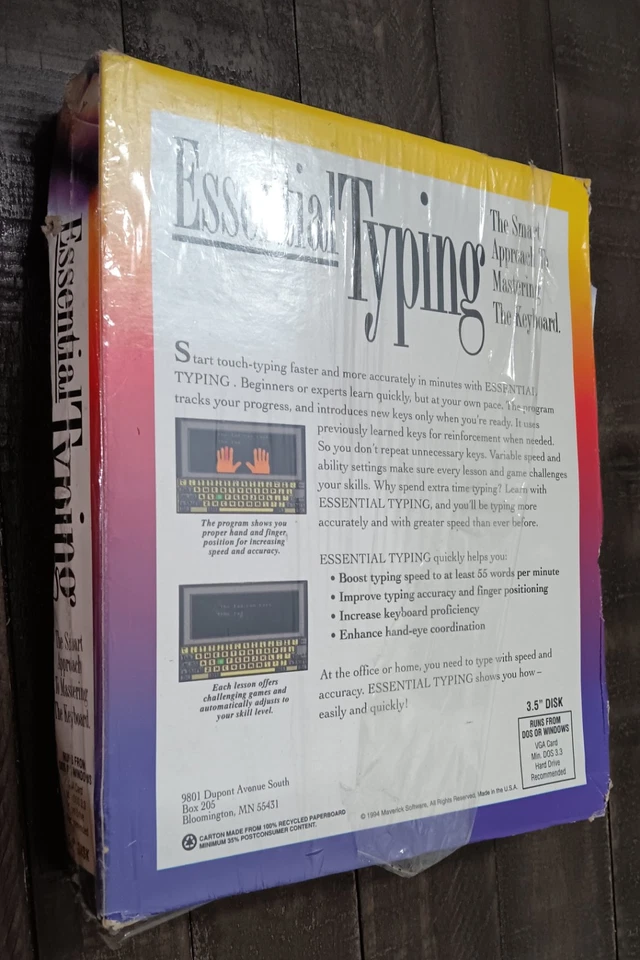 Essential Typing
The Smart
Approach To
Mastering
The Keyboard.
Start touch-typing faster and more accurately in minutes with ESSENTIAL
TYPING . Beginners or experts learn quickly, but at your own pace. The program
tracks your progress, and introduces new keys only when you're ready. It uses
previously learned keys for reinforcement when needed.
So you don't repeat unnecessary keys. Variable speed and
ability settings make sure every lesson and game challenges
your skills. Why spend extra time typing? Learn with
ESSENTIAL TYPING, and you'll be typing more
accurately and with greater speed than ever before.
The program shows you
proper hand and finger
position for increasing
speed and accuracy.
ESSENTIAL TYPING quickly helps you:
• Boost typing speed to at least 55 words per minute
• Improve typing accuracy and finger positioning
• Increase keyboard proficiency
• Enhance hand-eye coordination
Each lesson offers
challenging games and
automatically adjusts to
your skill level.
At the office or home, you need to type with speed and
accuracy. ESSENTIAL TYPING shows you how –
easily and quickly!
3.5" DISK
RUNS FROM
DOS OR WINDOWS
VGA Card
Min. DOS 3.3
Hard Drive
Recommended
9801 Dupont Avenue South
Box 205
Bloomington, MN 55431
CARTON MADE FROM 100% RECYCLED PAPERBOARD
MINIMUM 35% POSTCONSUMER CONTENT.
© 1994 Maverick Software, All Rights Reserved. Made in the U.S.A.
Essential Typing
The Smart
Approach
To Mastering
The Keyboard.